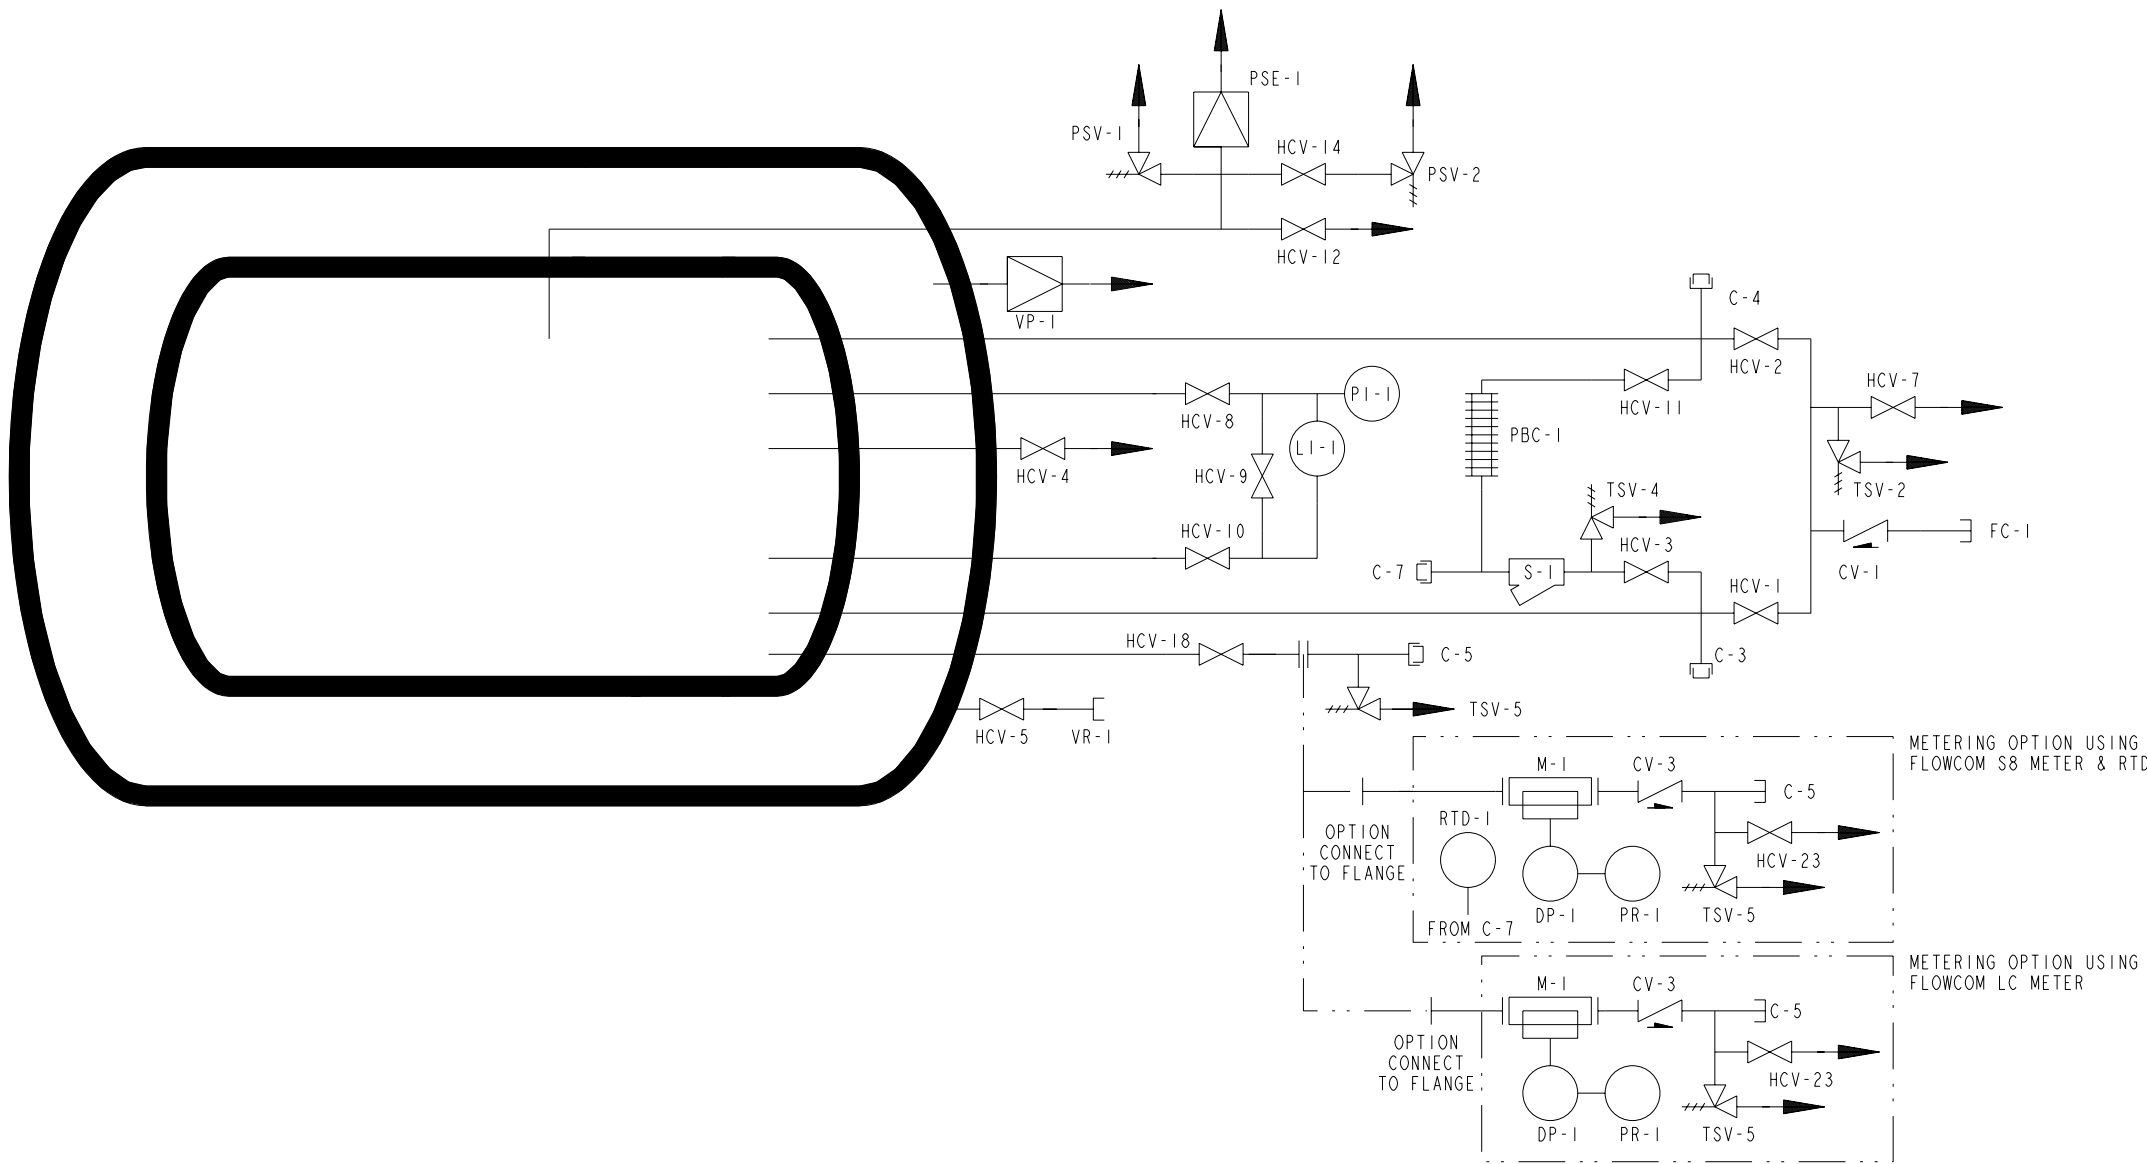 PSE-1
PSV-1
HCV-14
PSV-2
HCV-12
VP-1
C-4
HCV-2
HCV-7
HCV-11
PI-1
HCV-8
PBC-1
LI-1
HCV-4
HCV-9
TSV-4
TSV-2
HCV-10
HCV-3
FC-1
C-7
S-1
CV-1
HCV-1
HCV-18
C-5
C-3
TSV-5
HCV-5
VR-1
METERING OPTION USING
FLOWCOM S8 METER & RTD
M-1
CV-3
C-5
RTD-1
OPTION
CONNECT
TO FLANGE
HCV-23
DP-1
PR-1
TSV-5
FROM C-7
METERING OPTION USING
FLOWCOM LC METER
M-1
CV-3
C-5
OPTION
CONNECT
TO FLANGE
HCV-23
DP-1
PR-1
TSV-5